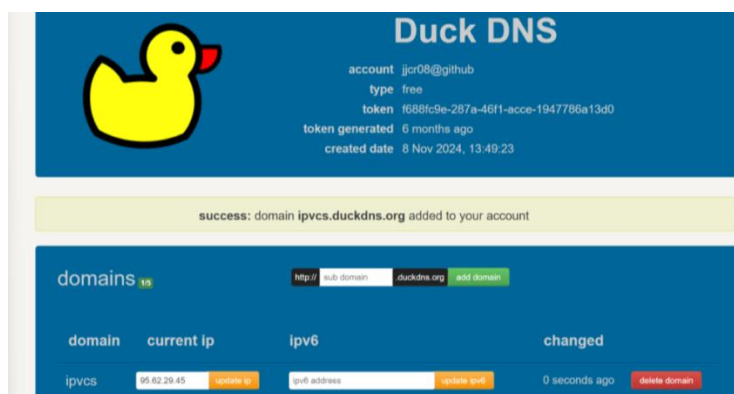 Duck DNS
account jjcr08@github
type free
token f688fc9e-287a-46f1-acce-1947786a13d0
token generated 6 months ago
created date 8 Nov 2024, 13:49:23
success: domain ipvcs.duckdns.org added to your account
domains 1/5
http:// sub domain .duckdns.org add domain
domain current ip ipv6 changed
ipvcs 95.62.29.45 update ip ipv6 address update ipv6 0 seconds ago delete domain